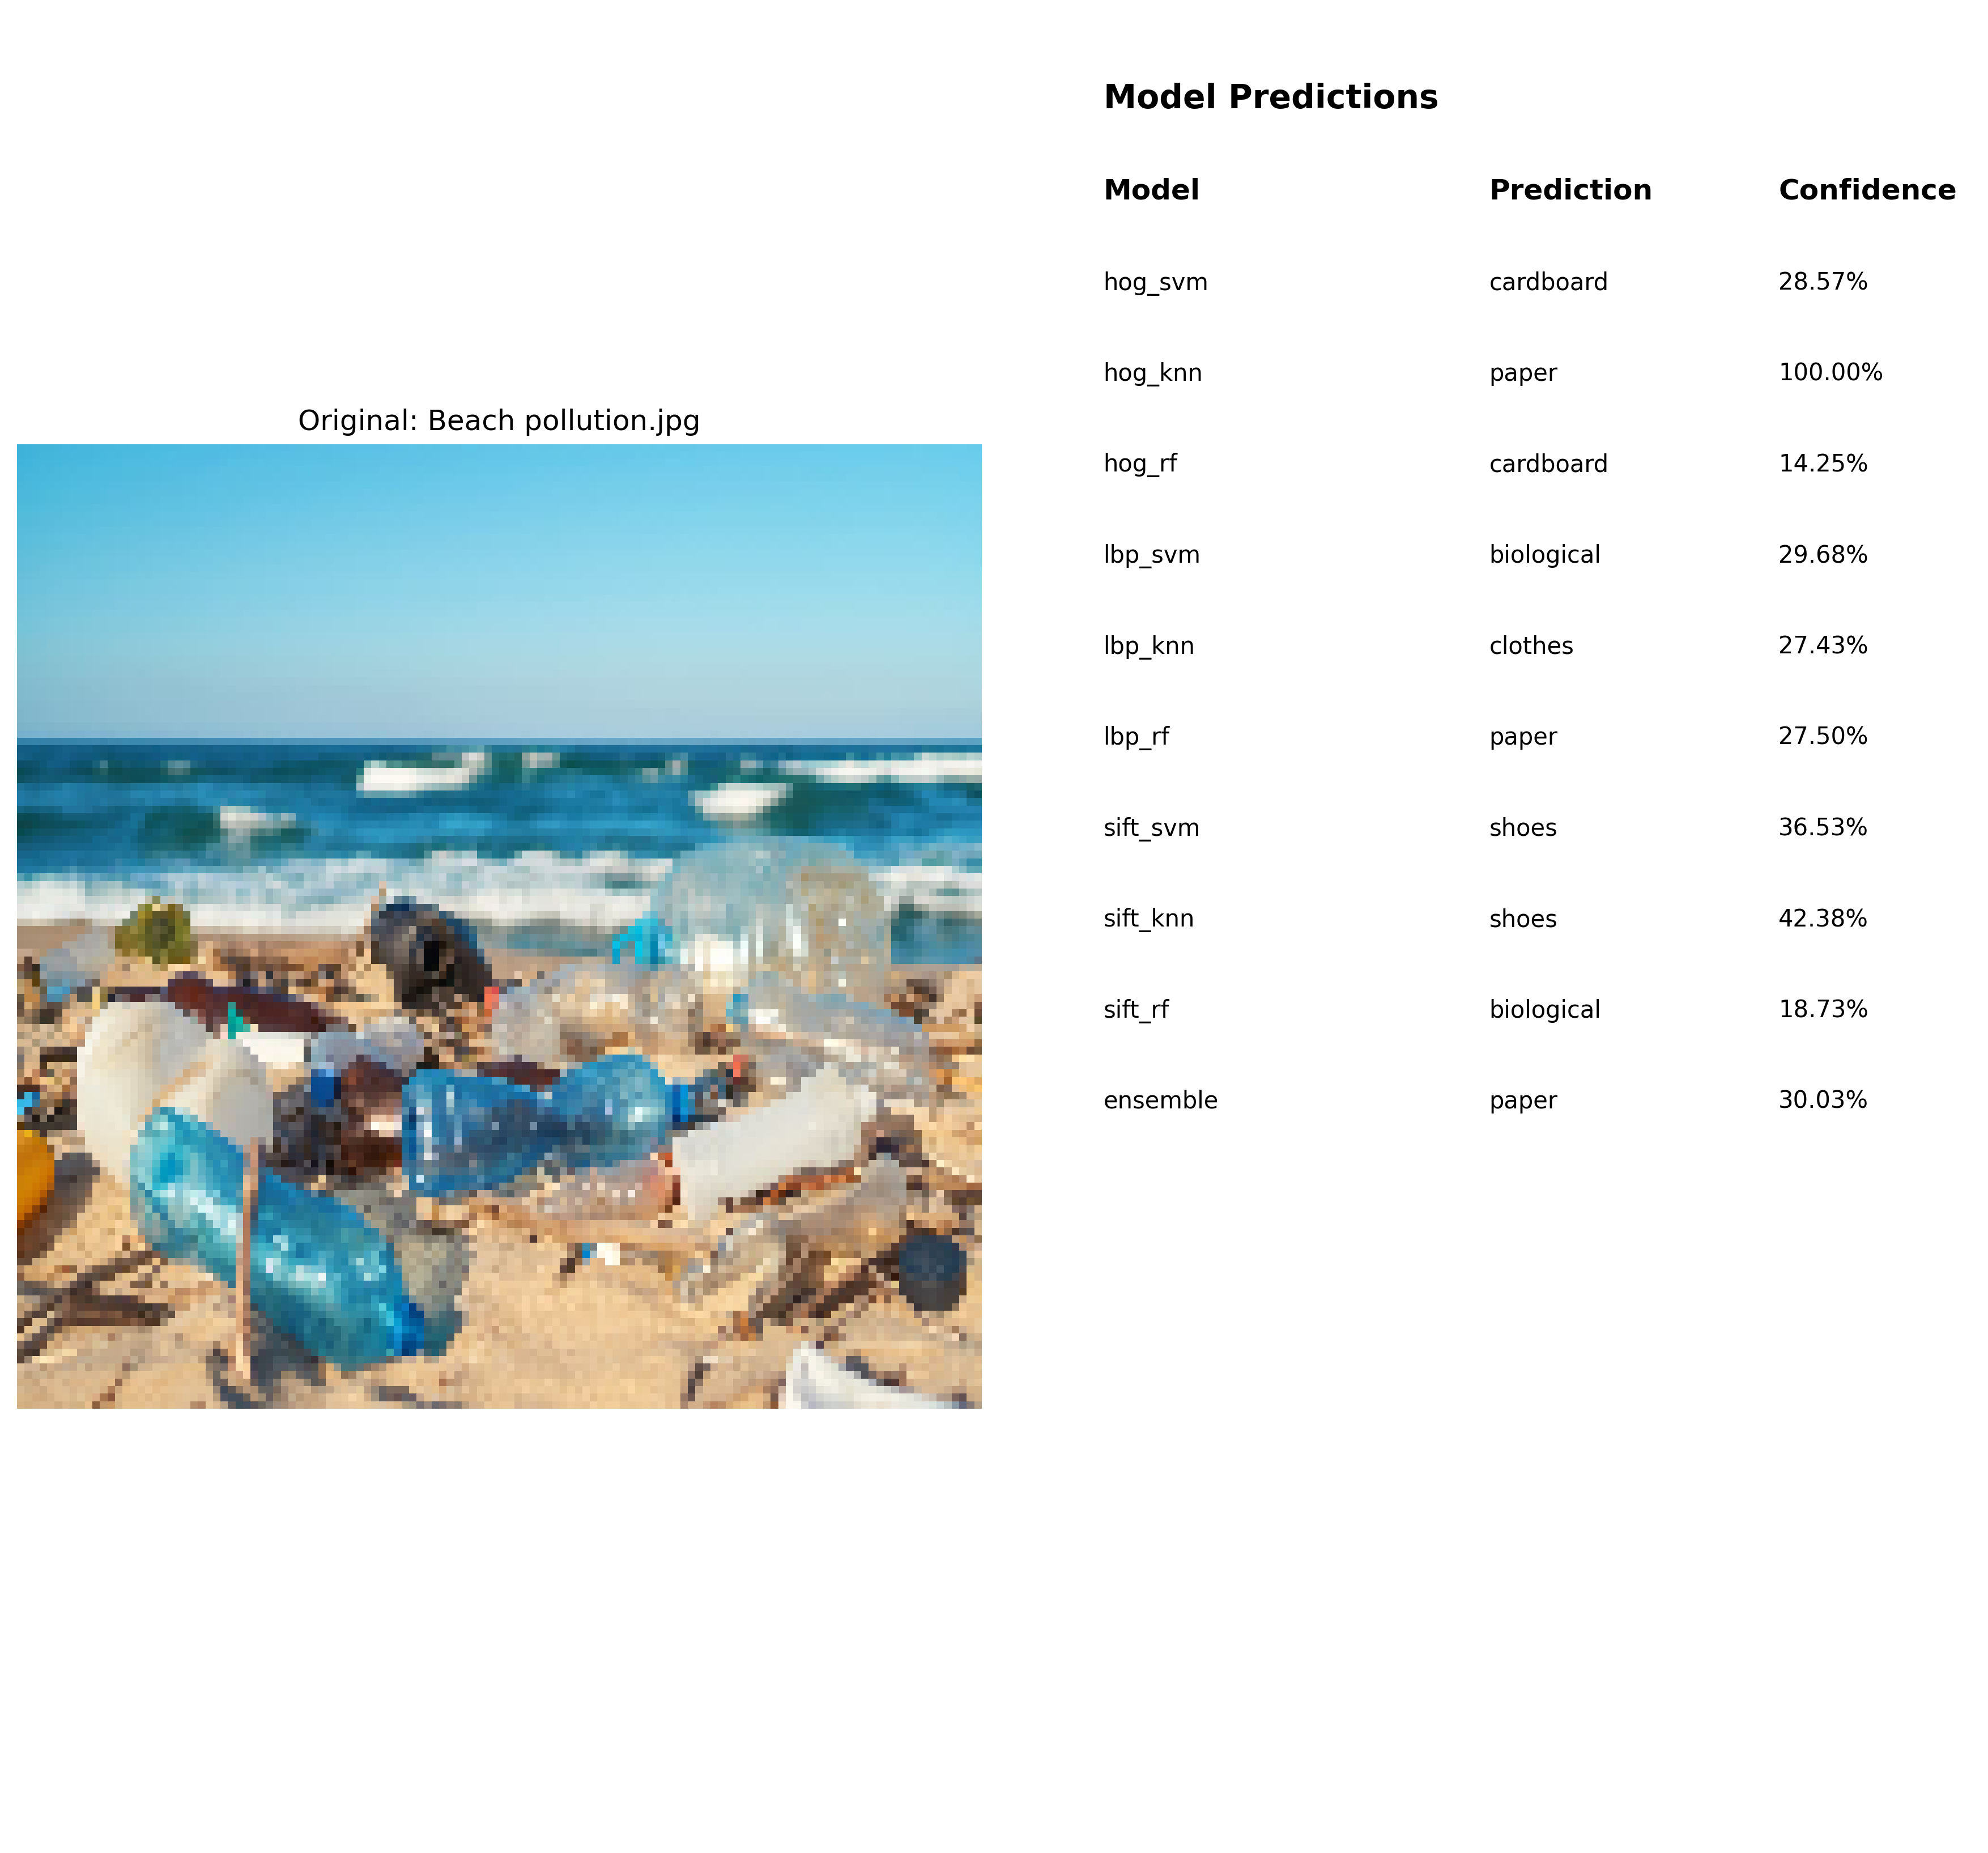 Model Predictions
Model Prediction Confidence
hog_svm cardboard 28.57%
hog_knn paper 100.00%
hog_rf cardboard 14.25%
lbp_svm biological 29.68%
lbp_knn clothes 27.43%
lbp_rf paper 27.50%
sift_svm shoes 36.53%
sift_knn shoes 42.38%
sift_rf biological 18.73%
ensemble paper 30.03%
Original: Beach pollution.jpg